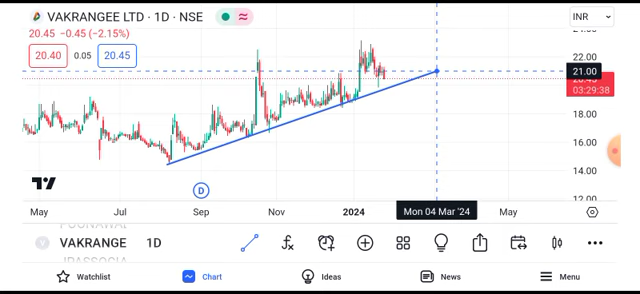 VAKRANGEE LTD · 1D · NSE
INR
20.45 −0.45 (−2.15%)
20.40 0.05 20.45
22.00
21.00
03:29:38
18.00
16.00
14.00
12.00
D
May Jul Sep Nov 2024 Mon 04 Mar '24 May
V VAKRANGEE 1D
Watchlist Chart Ideas News Menu